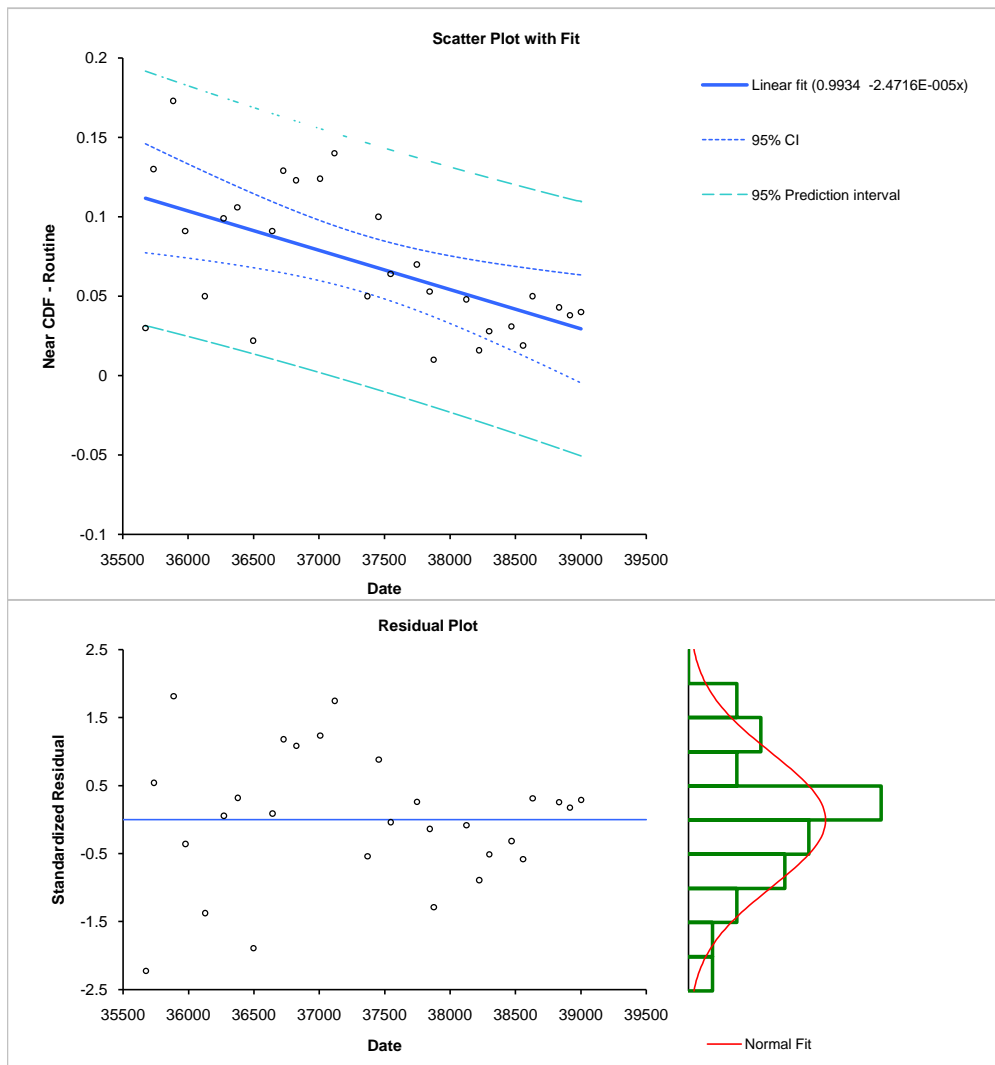 Scatter Plot with Fit
0.2
0.15
0.1
0.05
0
-0.05
-0.1
Near CDF - Routine
35500 36000 36500 37000 37500 38000 38500 39000 39500
Date
Linear fit (0.9934 -2.4716E-005x)
95% CI
95% Prediction interval
Residual Plot
2.5
1.5
0.5
-0.5
-1.5
-2.5
Standardized Residual
35500 36000 36500 37000 37500 38000 38500 39000 39500
Date
Normal Fit